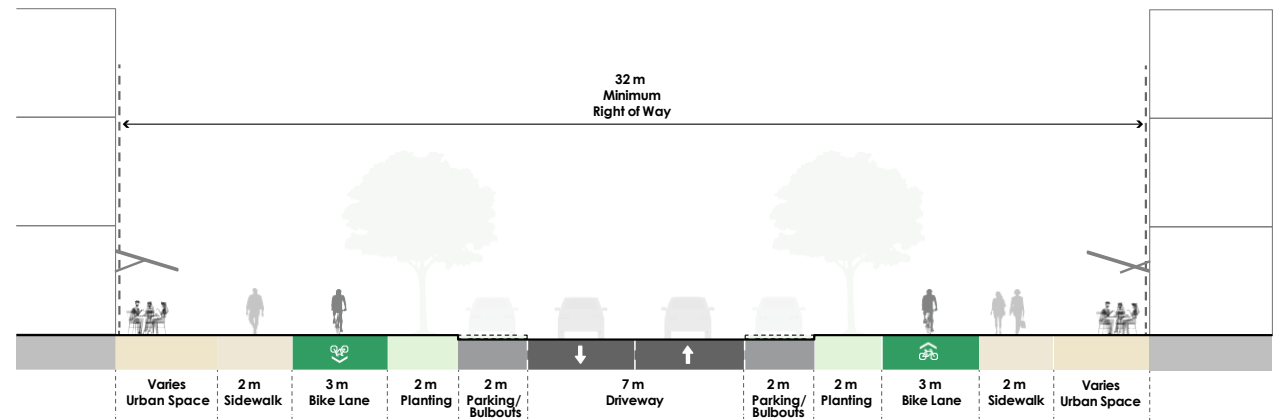 32 m
Minimum
Right of Way
Varies
Urban Space
2 m
Sidewalk
3 m
Bike Lane
2 m
Planting
2 m
Parking/
Bulbouts
7 m
Driveway
2 m
Parking/
Bulbouts
2 m
Planting
3 m
Bike Lane
2 m
Sidewalk
Varies
Urban Space